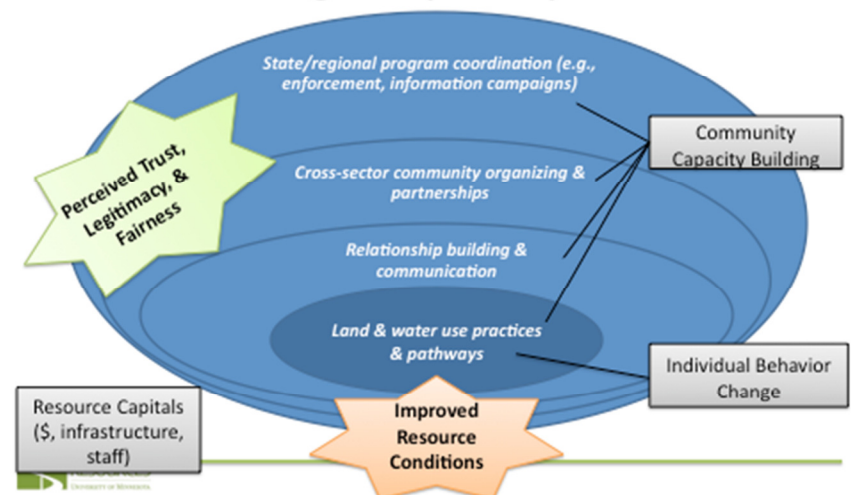 State/regional program coordination (e.g.,
enforcement, information campaigns)
Community
Capacity Building
Perceived Trust,
Legitimacy, &
Fairness
Cross-sector community organizing &
partnerships
Relationship building &
communication
Land & water use practices
& pathways
Individual Behavior
Change
Resource Capitals
($, infrastructure,
staff)
Improved
Resource
Conditions
UNIVERSITY OF MINNESOTA